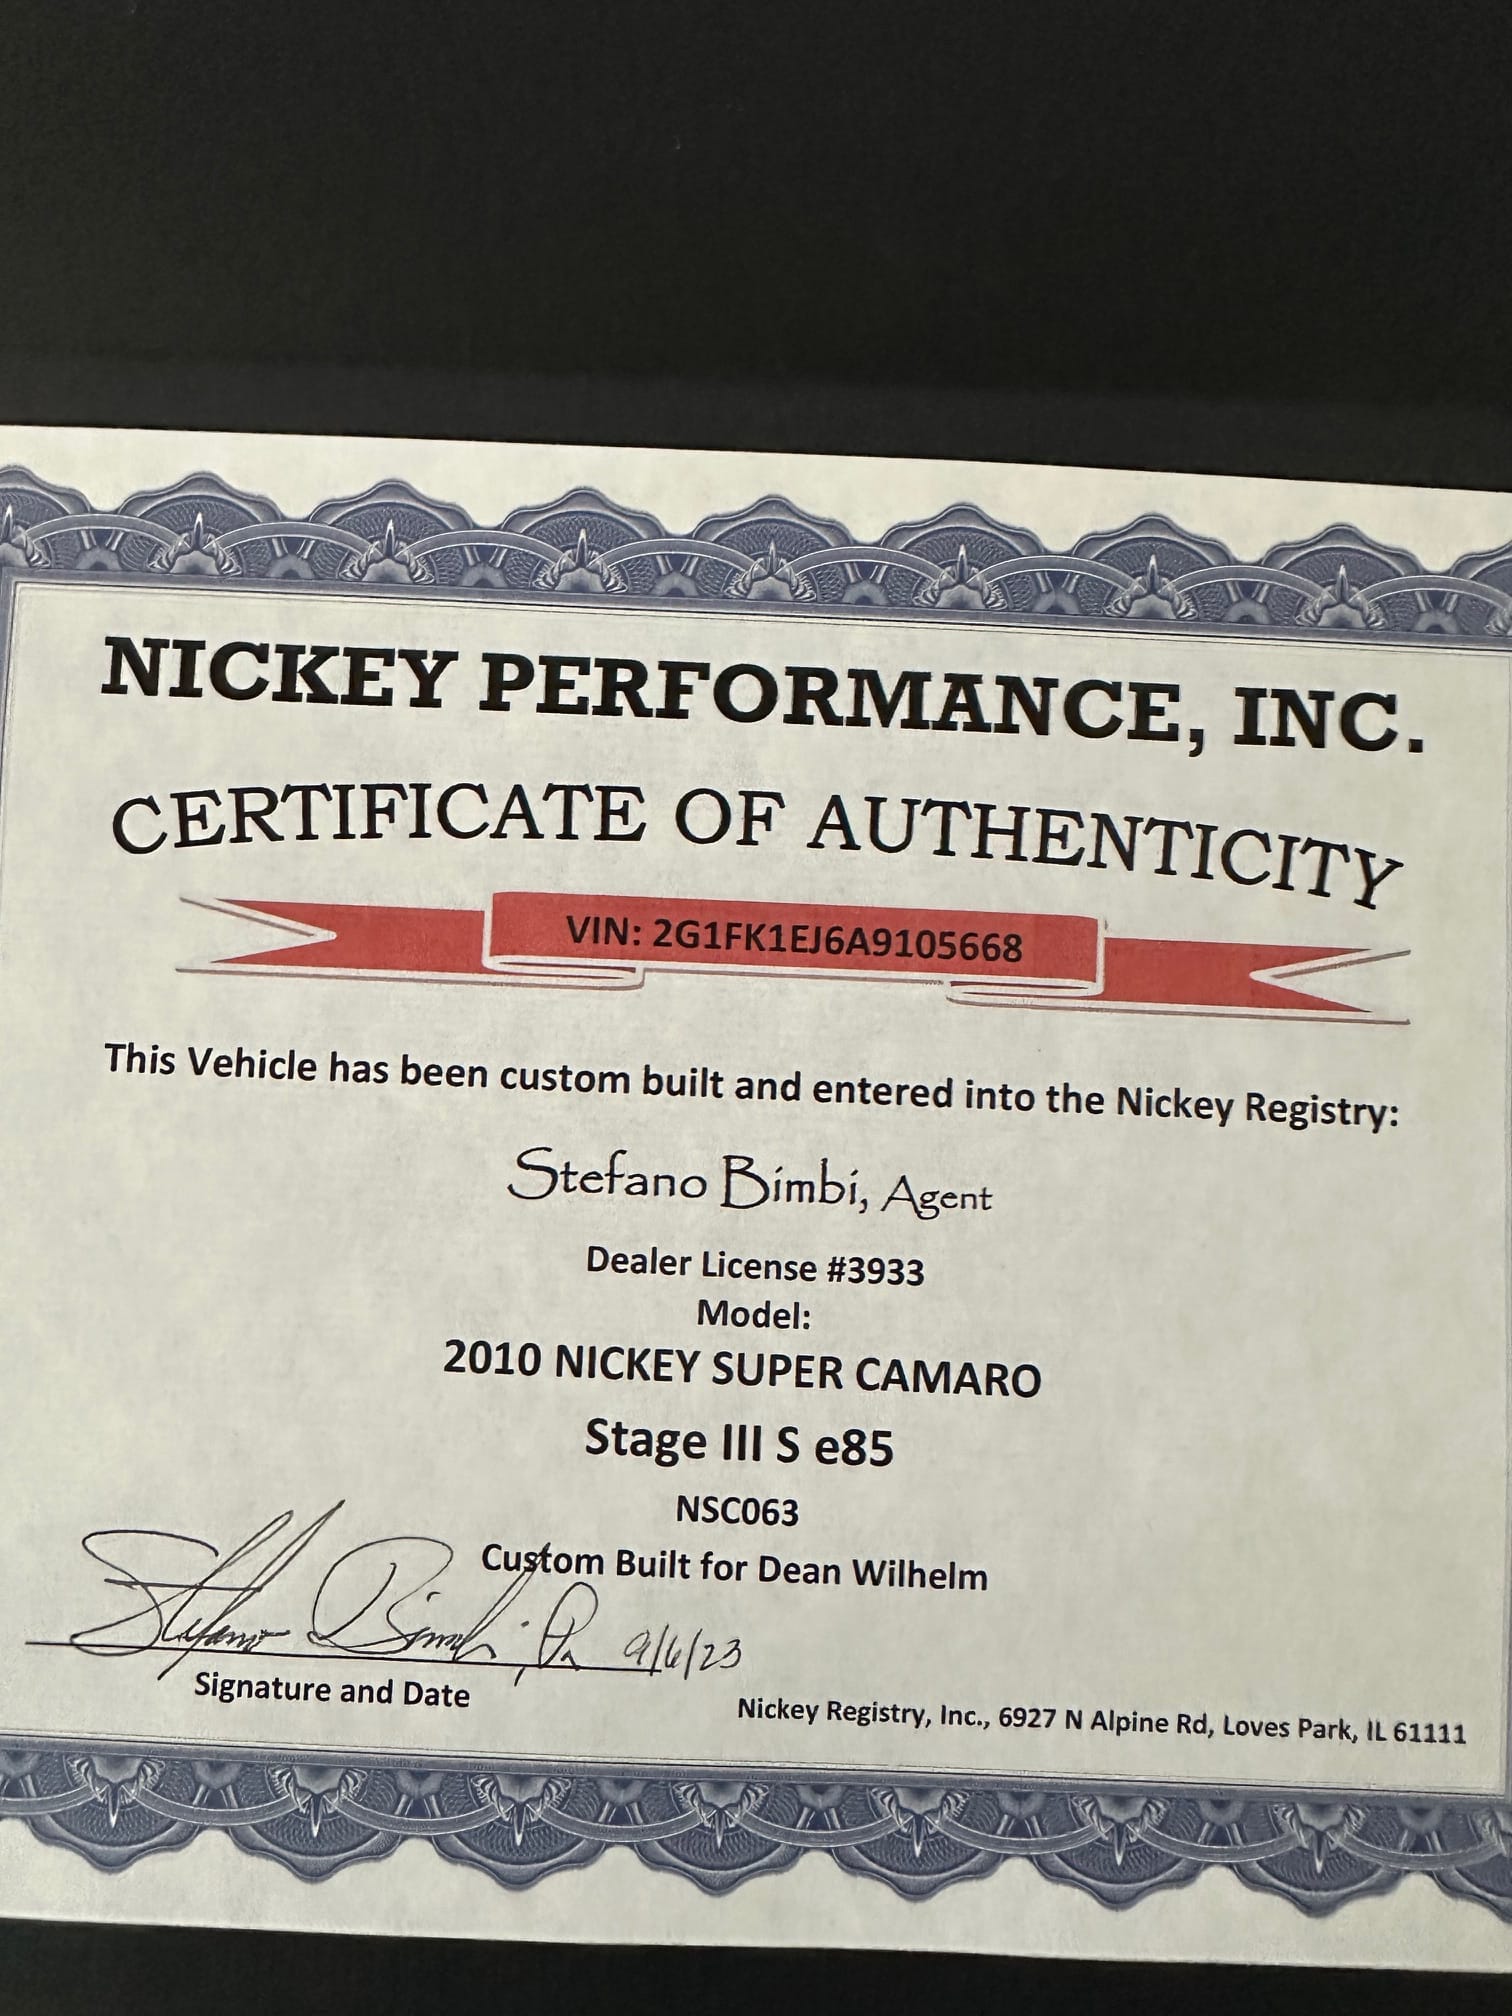 NICKEY PERFORMANCE, INC.
CERTIFICATE OF AUTHENTICITY
VIN: 2G1FK1EJ6A9105668
This Vehicle has been custom built and entered into the Nickey Registry:
Stefano Bimbi, Agent
Dealer License #3933
Model:
2010 NICKEY SUPER CAMARO
Stage III S e85
NSC063
Custom Built for Dean Wilhelm
Stefano Bimbi, 9/6/23
Signature and Date
Nickey Registry, Inc., 6927 N Alpine Rd, Loves Park, IL 61111